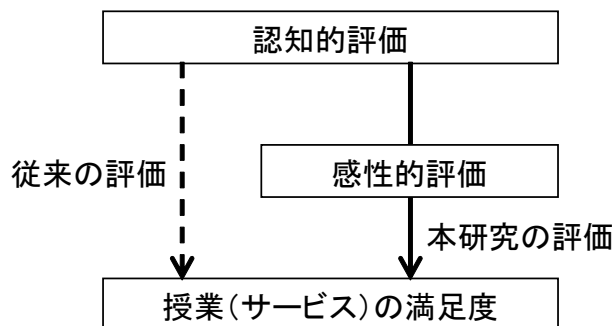 認知的評価
従来の評価
感性的評価
本研究の評価
授業(サービス)の満足度